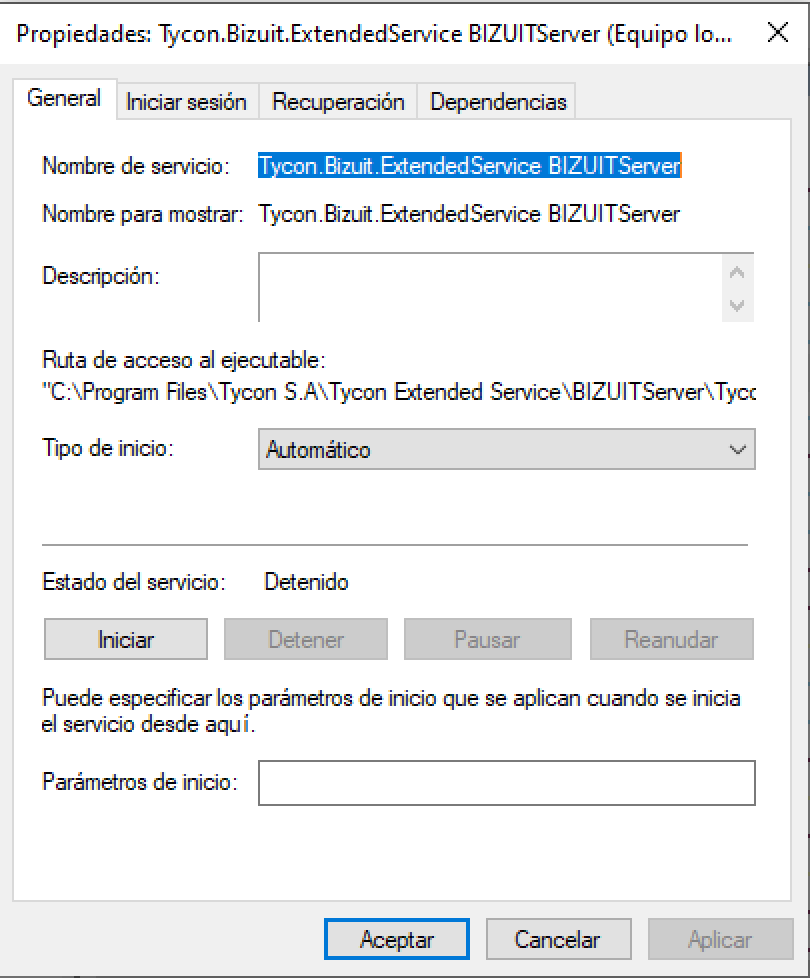 Propiedades: Tycon.Bizuit.ExtendedService BIZUITServer (Equipo lo...
General Iniciar sesión Recuperación Dependencias
Nombre de servicio: Tycon.Bizuit.ExtendedService BIZUITServer
Nombre para mostrar: Tycon.Bizuit.ExtendedService BIZUITServer
Descripción:
Ruta de acceso al ejecutable:
"C:\Program Files\Tycon S.A\Tycon Extended Service\BIZUITServer\Tyco
Tipo de inicio: Automático
Estado del servicio: Detenido
Iniciar Detener Pausar Reanudar
Puede especificar los parámetros de inicio que se aplican cuando se inicia
el servicio desde aquí.
Parámetros de inicio:
Aceptar Cancelar Aplicar